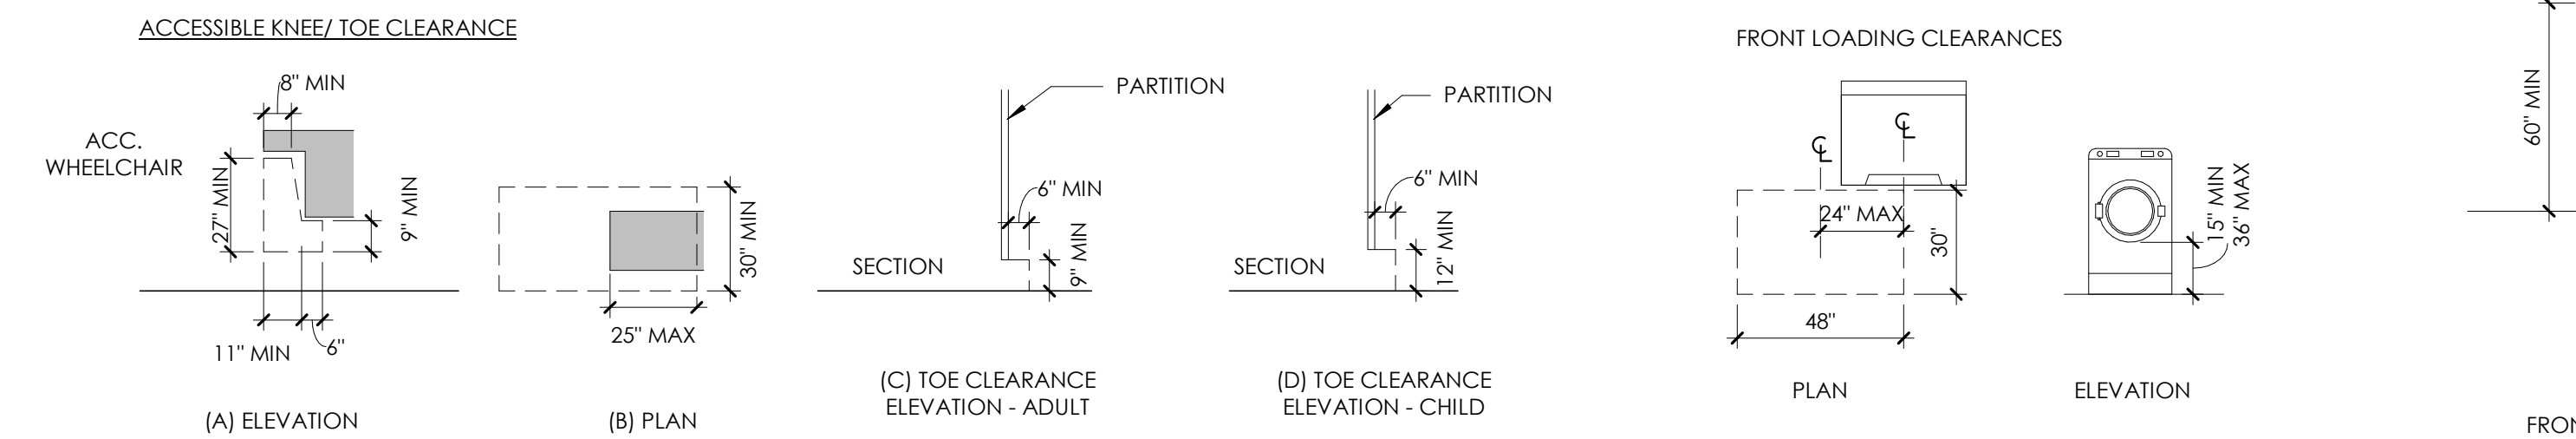 ACCESSIBLE KNEE/ TOE CLEARANCE
8" MIN
ACC.
WHEELCHAIR
27" MIN
9" MIN
11" MIN
6"
(A) ELEVATION
30" MIN
25" MAX
(B) PLAN
PARTITION
6" MIN
9" MIN
SECTION
(C) TOE CLEARANCE
ELEVATION - ADULT
PARTITION
6" MIN
12" MIN
SECTION
(D) TOE CLEARANCE
ELEVATION - CHILD
FRONT LOADING CLEARANCES
℄
℄
24" MAX
30"
48"
PLAN
15" MIN
36" MAX
ELEVATION
60" MIN
FRON